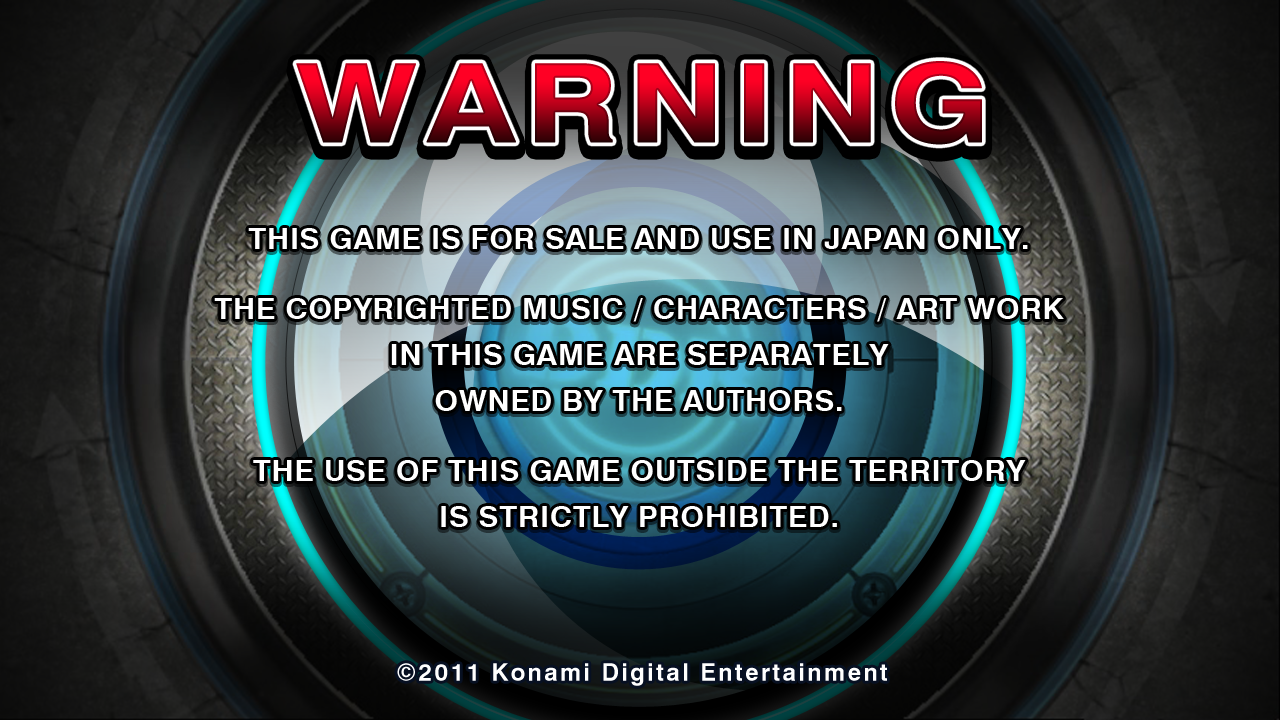 WARNING
THIS GAME IS FOR SALE AND USE IN JAPAN ONLY.
THE COPYRIGHTED MUSIC / CHARACTERS / ART WORK
IN THIS GAME ARE SEPARATELY
OWNED BY THE AUTHORS.
THE USE OF THIS GAME OUTSIDE THE TERRITORY
IS STRICTLY PROHIBITED.
©2011 Konami Digital Entertainment